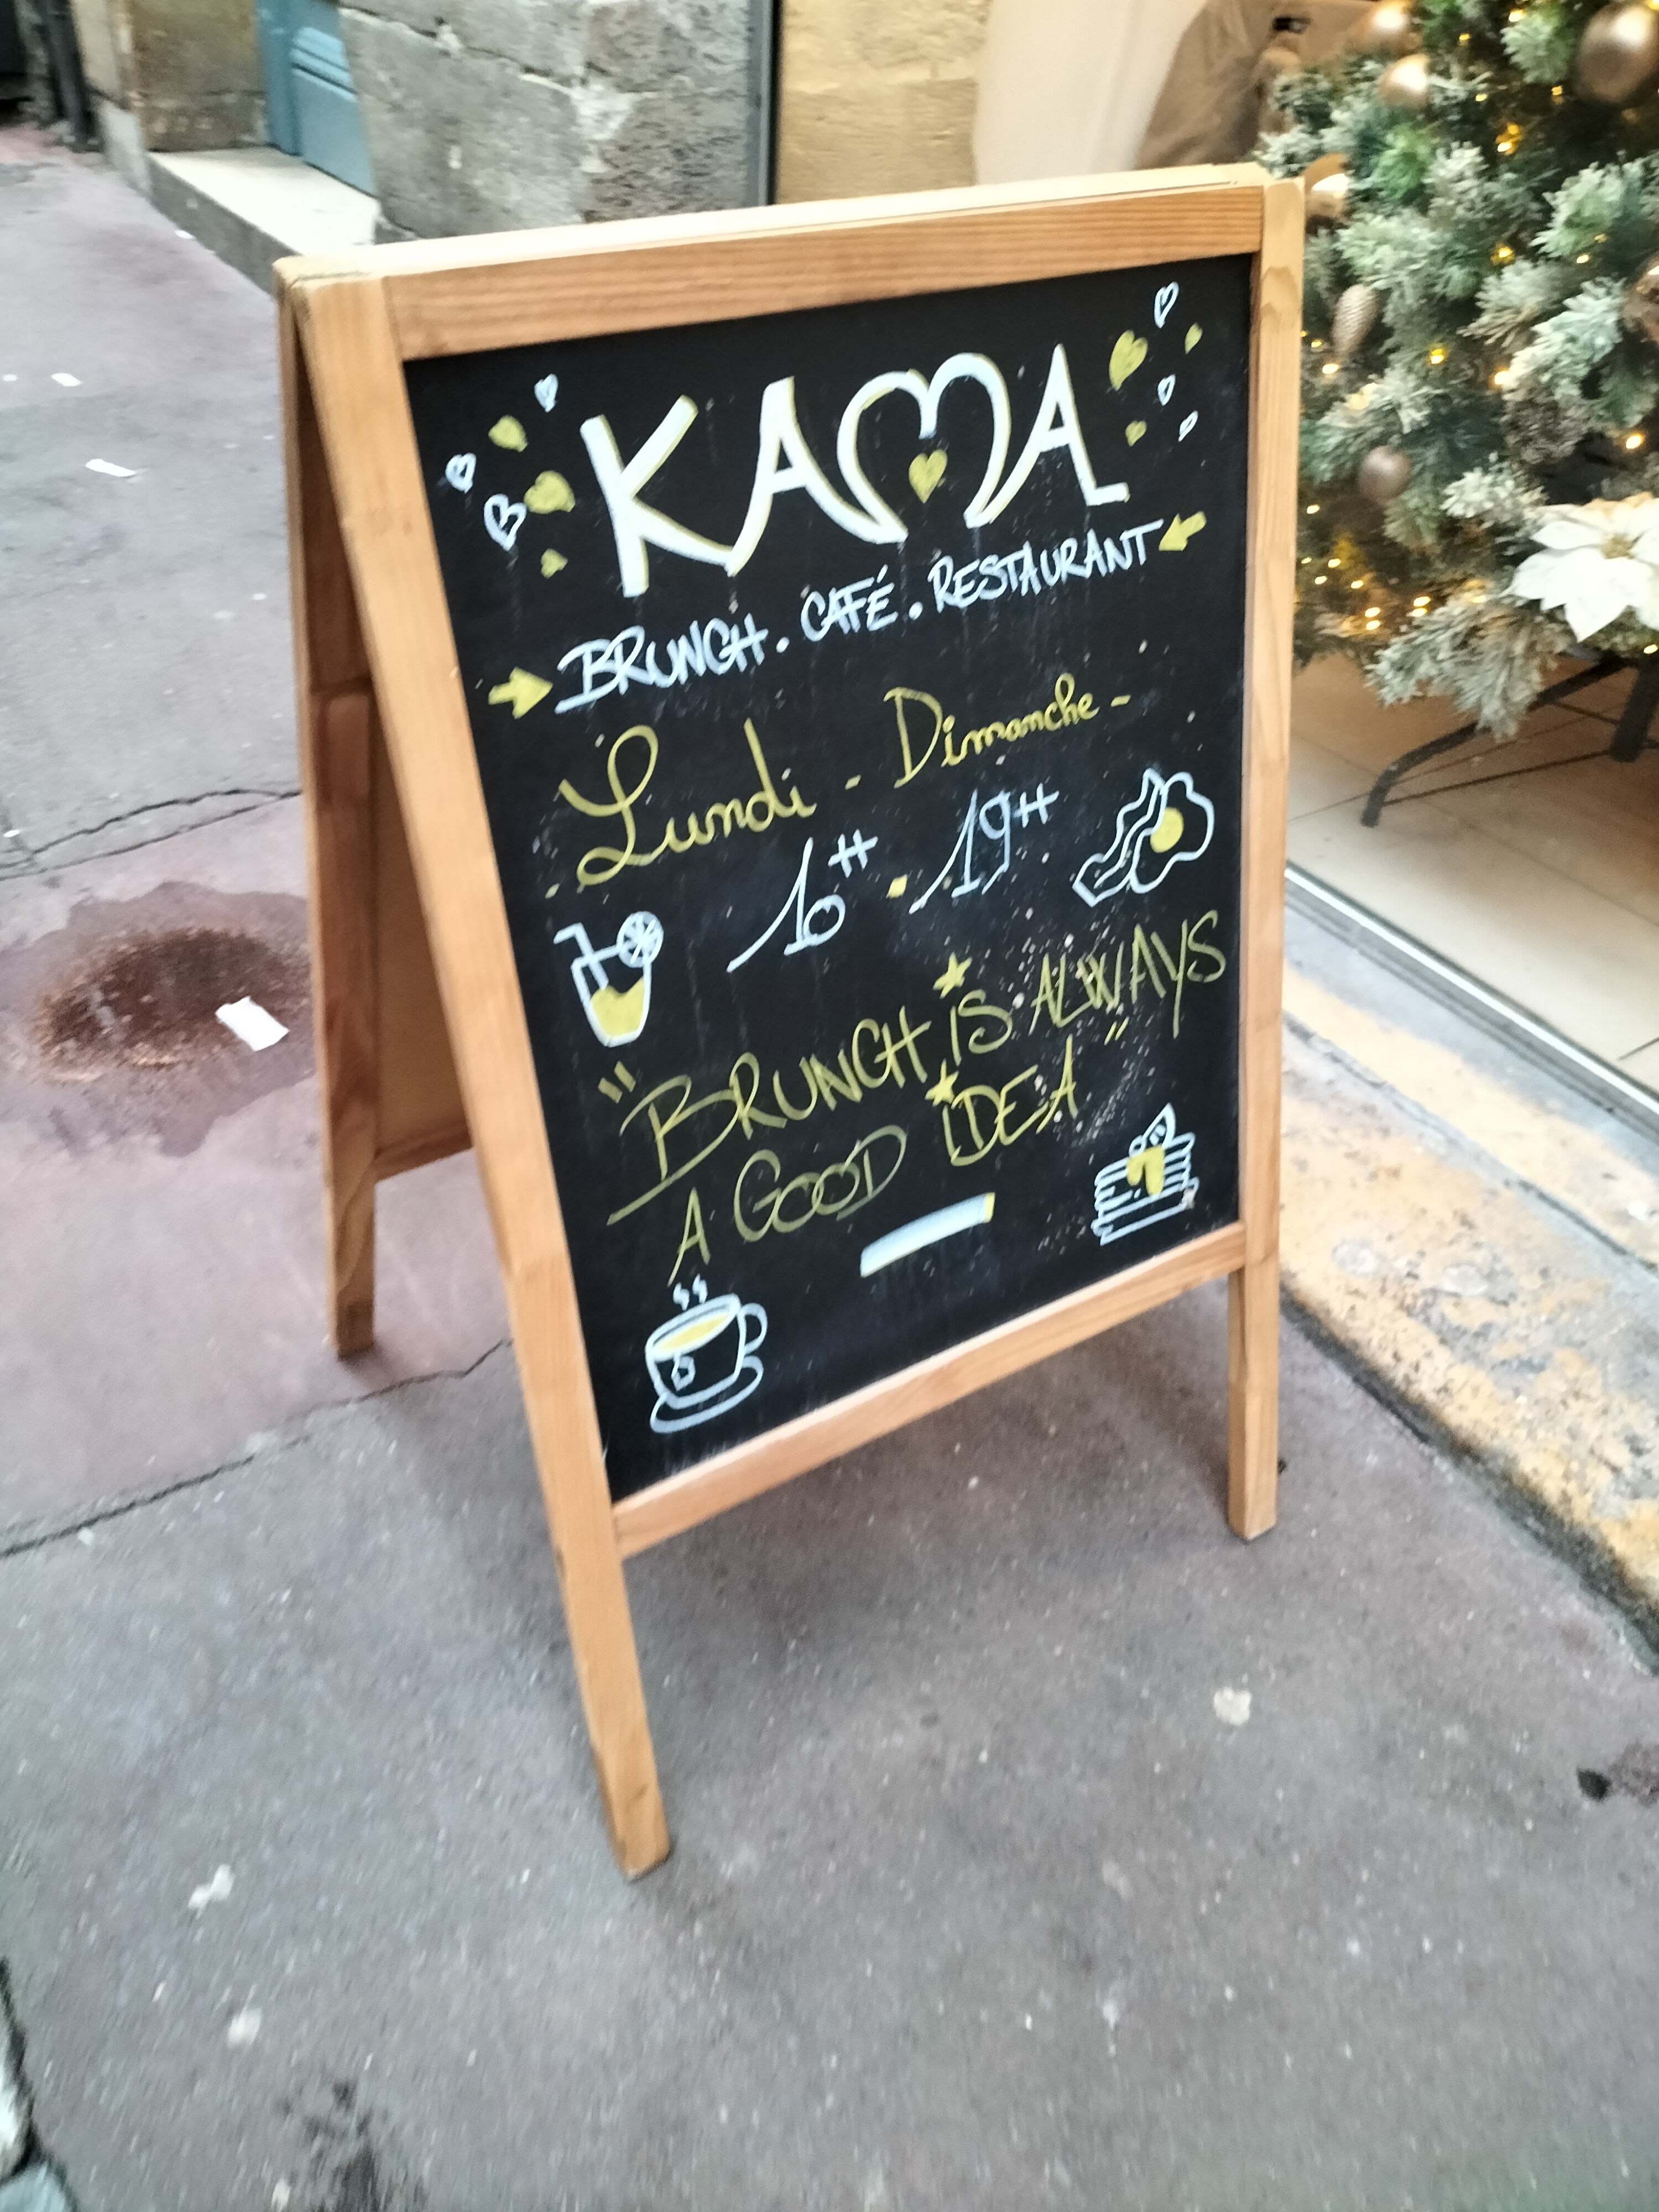 KAMA
BRUNCH. CAFÉ. RESTAURANT
Lundi - Dimanche -
10H - 19H
"BRUNCH IS ALWAYS
A GOOD IDEA"